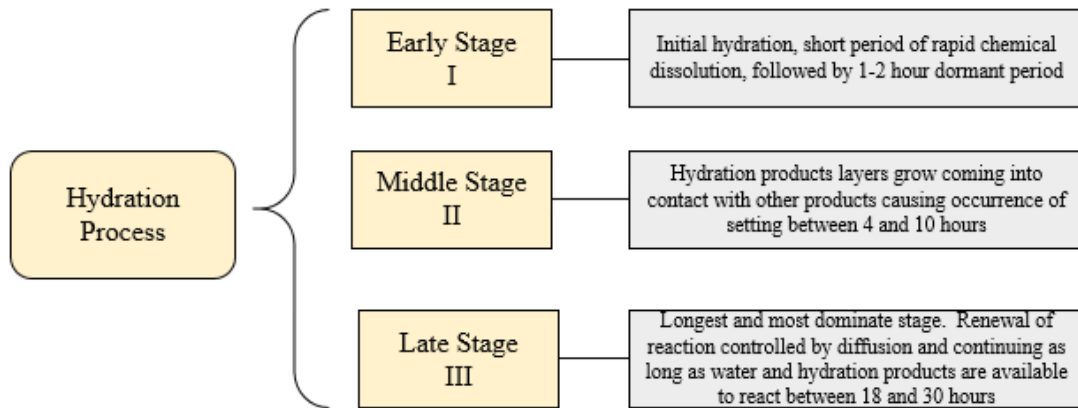 Early Stage
I
Initial hydration, short period of rapid chemical
dissolution, followed by 1-2 hour dormant period
Hydration
Process
Middle Stage
II
Hydration products layers grow coming into
contact with other products causing occurrence of
setting between 4 and 10 hours
Late Stage
III
Longest and most dominate stage. Renewal of
reaction controlled by diffusion and continuing as
long as water and hydration products are available
to react between 18 and 30 hours